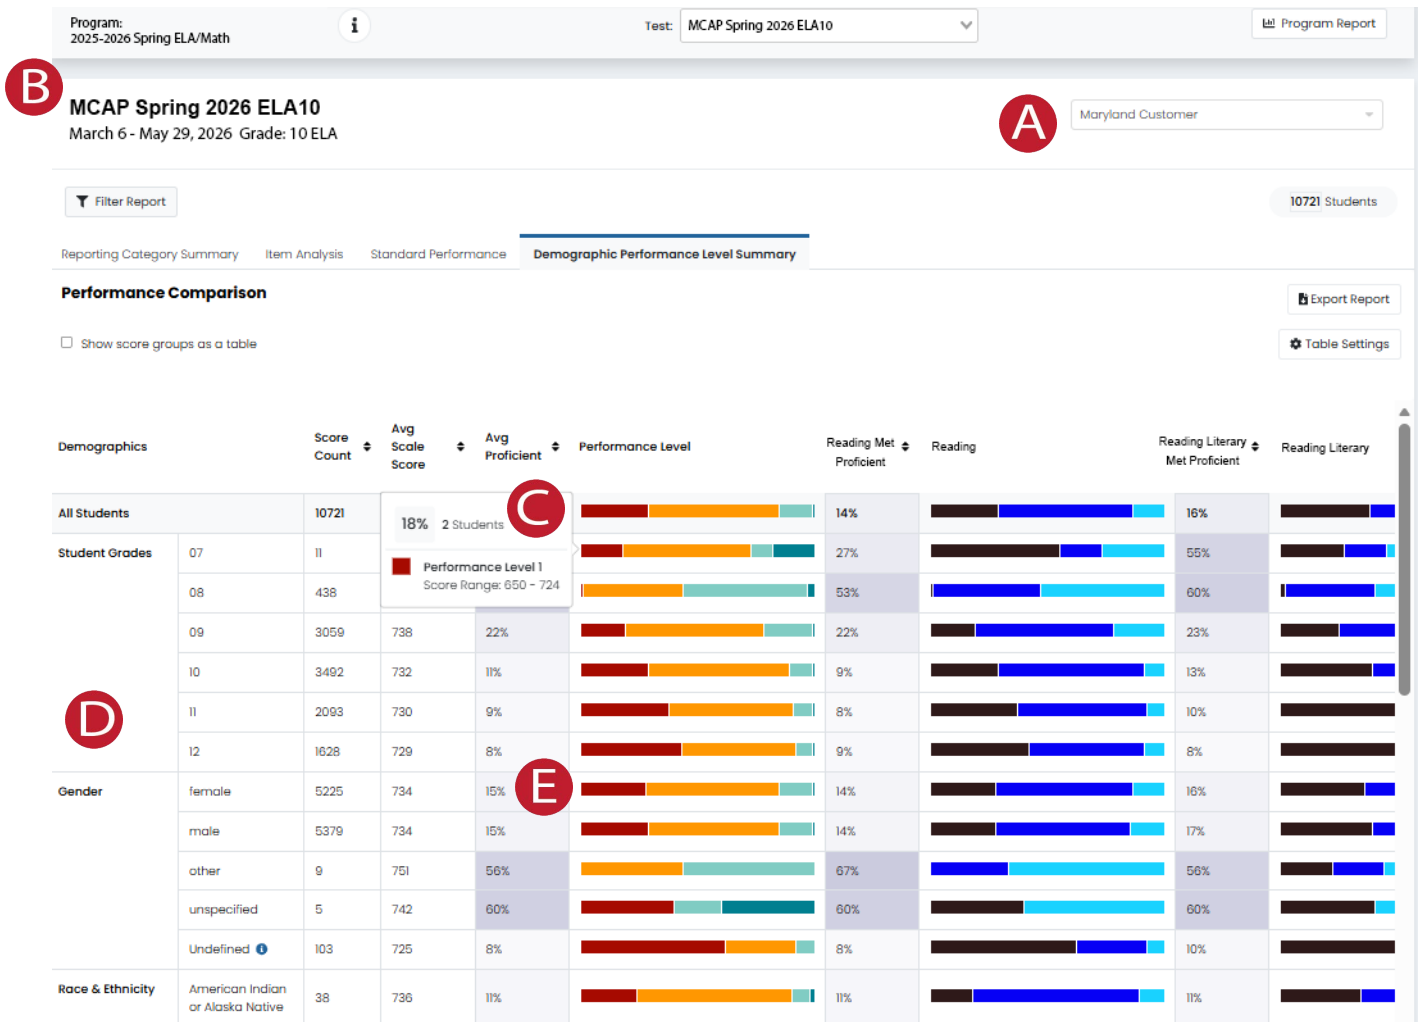 Program:
2025-2026 Spring ELA/Math
i
Test:
MCAP Spring 2026 ELA10
Program Report
B
MCAP Spring 2026 ELA10
March 6 - May 29, 2026 Grade: 10 ELA
A
Maryland Customer
Filter Report
10721 Students
Reporting Category Summary
Item Analysis
Standard Performance
Demographic Performance Level Summary
Performance Comparison
Export Report
Show score groups as a table
Table Settings
Demographics
Score
Count
Avg
Scale
Score
Avg
Proficient
Performance Level
Reading Met
Proficient
Reading
Reading Literary
Met Proficient
Reading Literary
All Students 10721 14% 16%
18% 2 Students
C
Performance Level 1
Score Range: 650 - 724
Student Grades 07 11 27% 55%
08 438 53% 60%
09 3059 738 22% 22% 23%
10 3492 732 11% 9% 13%
D
11 2093 730 9% 8% 10%
12 1628 729 8% 9% 8%
E
Gender female 5225 734 15% 14% 16%
male 5379 734 15% 14% 17%
other 9 751 56% 67% 56%
unspecified 5 742 60% 60% 60%
Undefined i 103 725 8% 8% 10%
Race & Ethnicity American Indian
or Alaska Native 38 736 11% 11% 11%